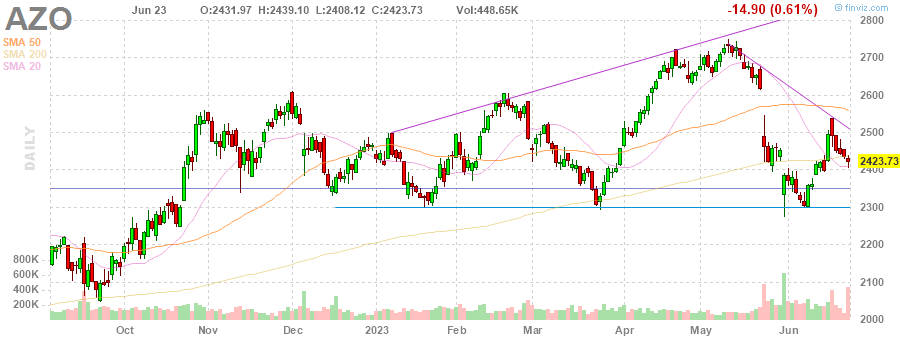 AZO Jun 23 O:2431.97 H:2439.10 L:2408.12 C:2423.73 Vol:448.65K -14.90 (0.61%) © finviz.com
SMA 50
SMA 200
SMA 20
DAILY
2800
2700
2600
2500
2423.73
2400
2300
2200
2100
2000
800K
600K
400K
200K
Oct Nov Dec 2023 Feb Mar Apr May Jun